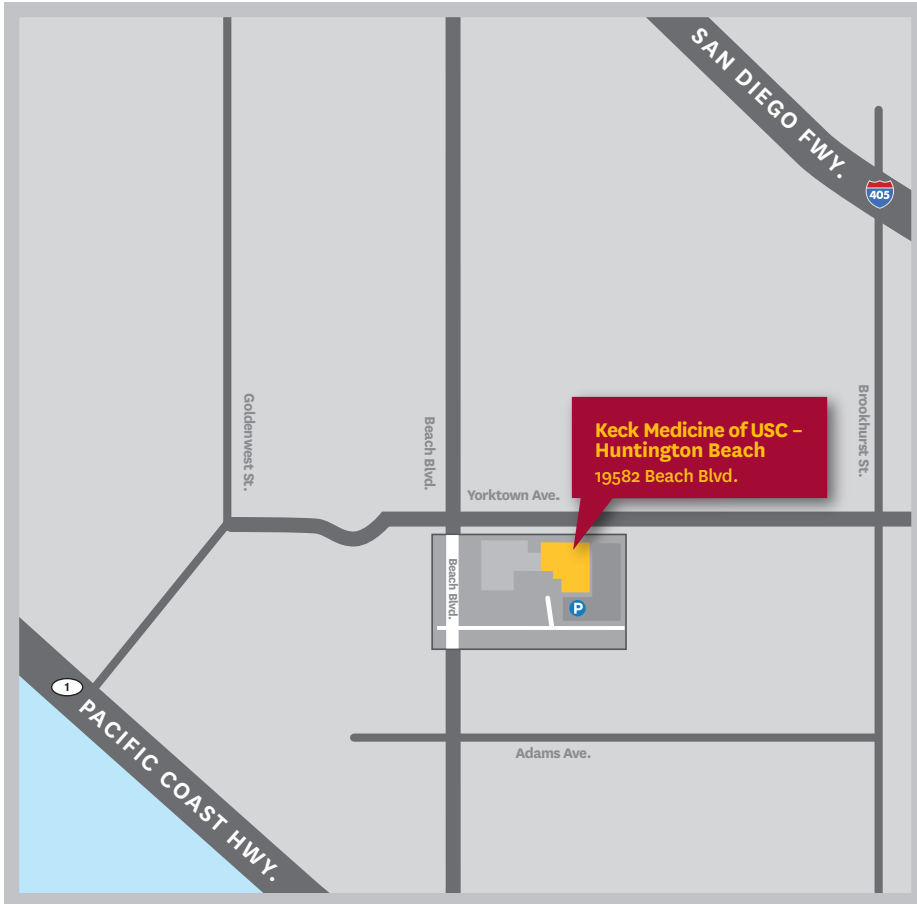 SAN DIEGO FWY.
405
Goldenwest St.
Beach Blvd.
Brookhurst St.
Keck Medicine of USC –
Huntington Beach
19582 Beach Blvd.
Yorktown Ave.
Beach Blvd.
P
1
PACIFIC COAST HWY.
Adams Ave.